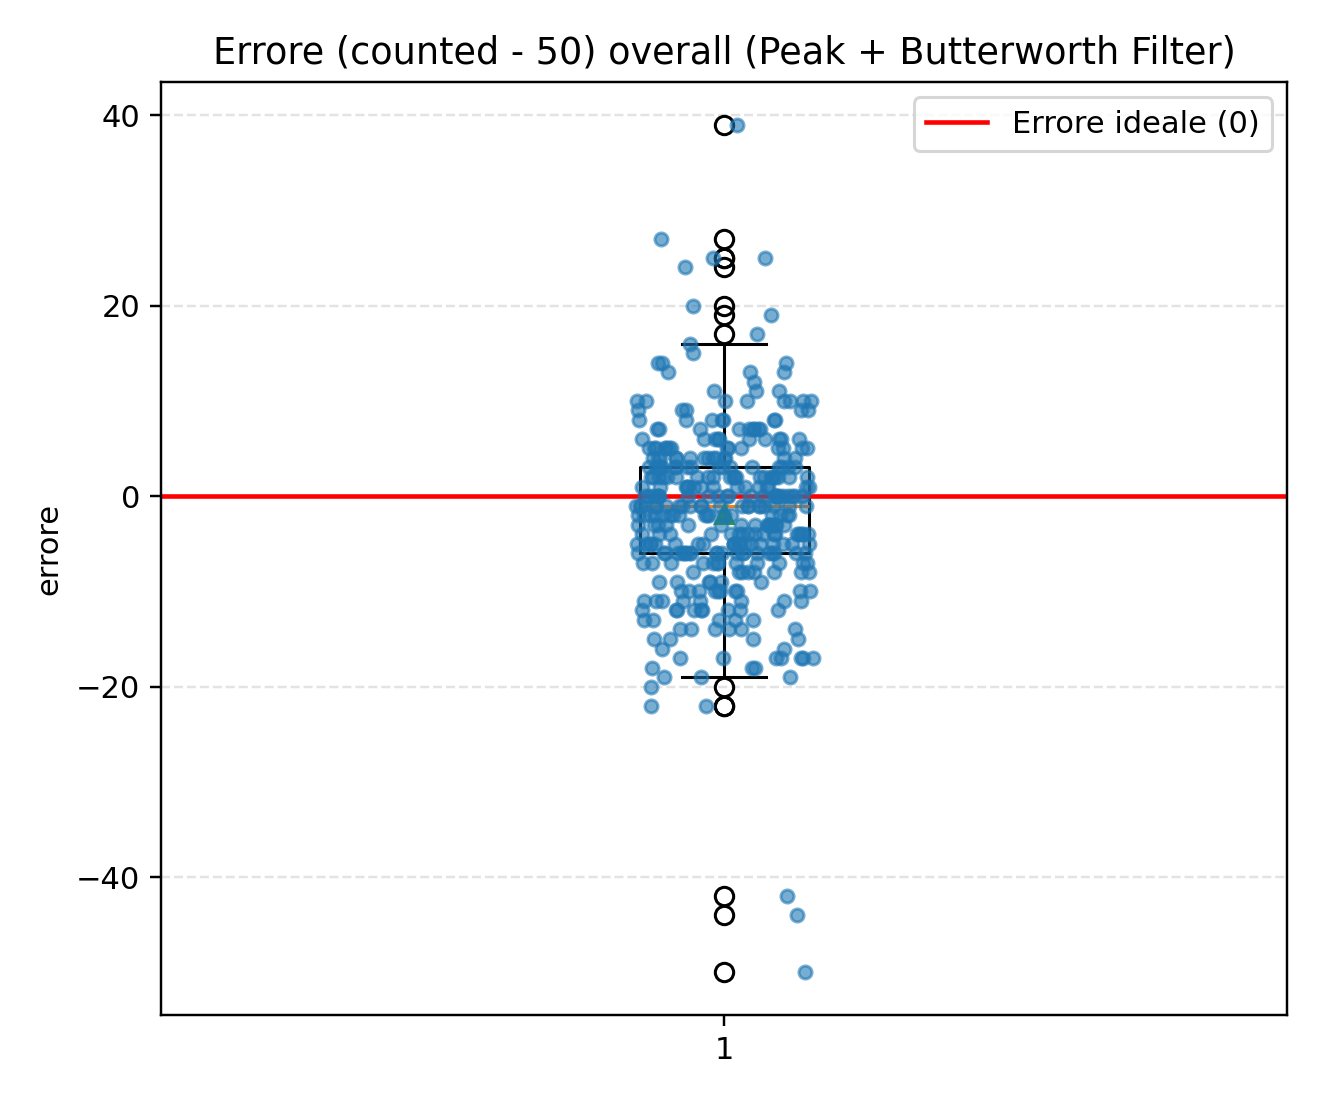 Errore (counted - 50) overall (Peak + Butterworth Filter)
Errore ideale (0)
errore
40
20
0
−20
−40
1